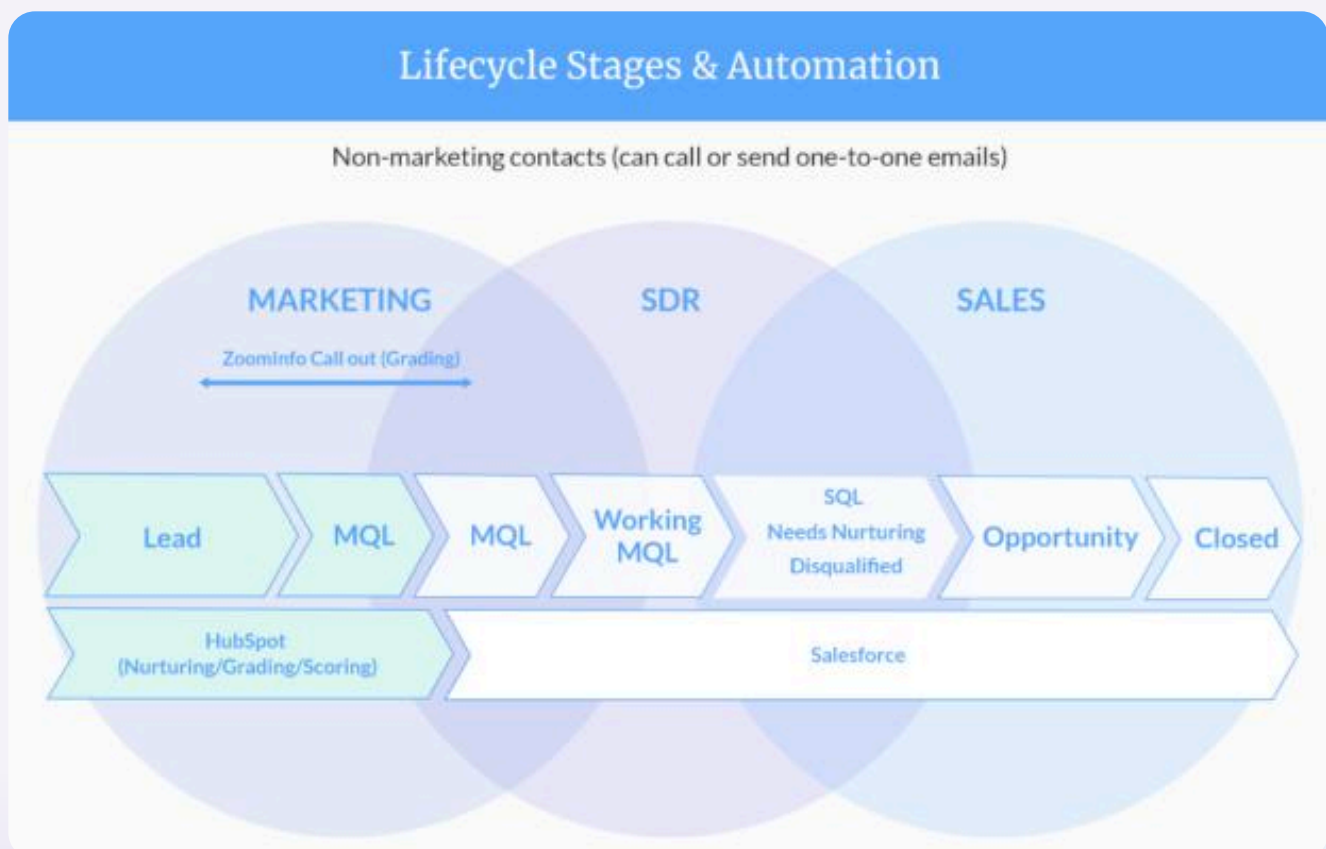 Lifecycle Stages & Automation
Non-marketing contacts (can call or send one-to-one emails)
MARKETING
SDR
SALES
ZoomInfo Call out (Grading)
Lead
MQL
MQL
Working
MQL
SQL
Needs Nurturing
Disqualified
Opportunity
Closed
HubSpot
(Nurturing/Grading/Scoring)
Salesforce